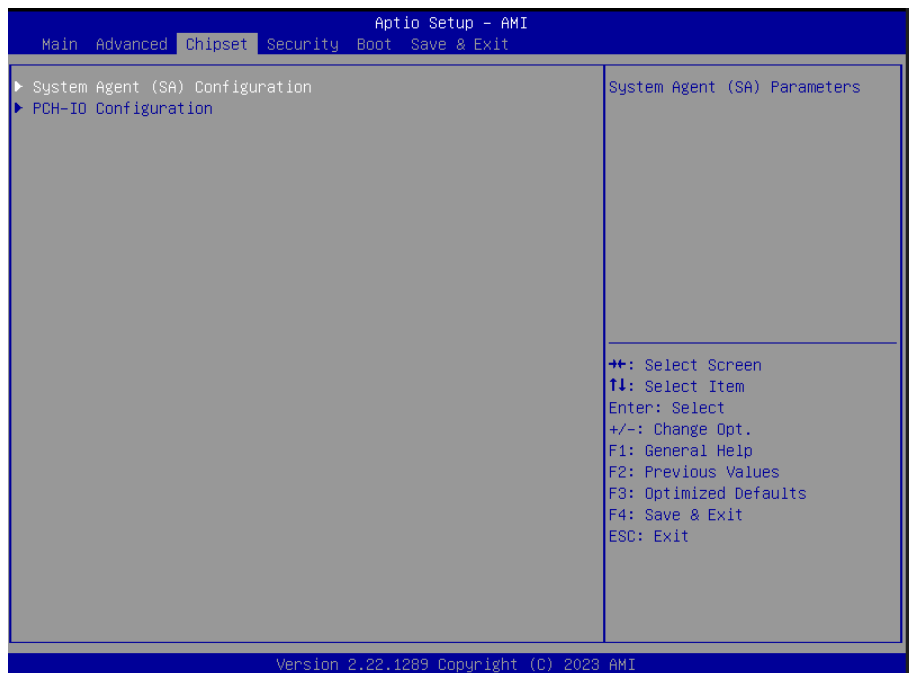 Aptio Setup – AMI
Main Advanced Chipset Security Boot Save & Exit
▶ System Agent (SA) Configuration
▶ PCH-IO Configuration
System Agent (SA) Parameters
→←: Select Screen
↑↓: Select Item
Enter: Select
+/-: Change Opt.
F1: General Help
F2: Previous Values
F3: Optimized Defaults
F4: Save & Exit
ESC: Exit
Version 2.22.1289 Copyright (C) 2023 AMI